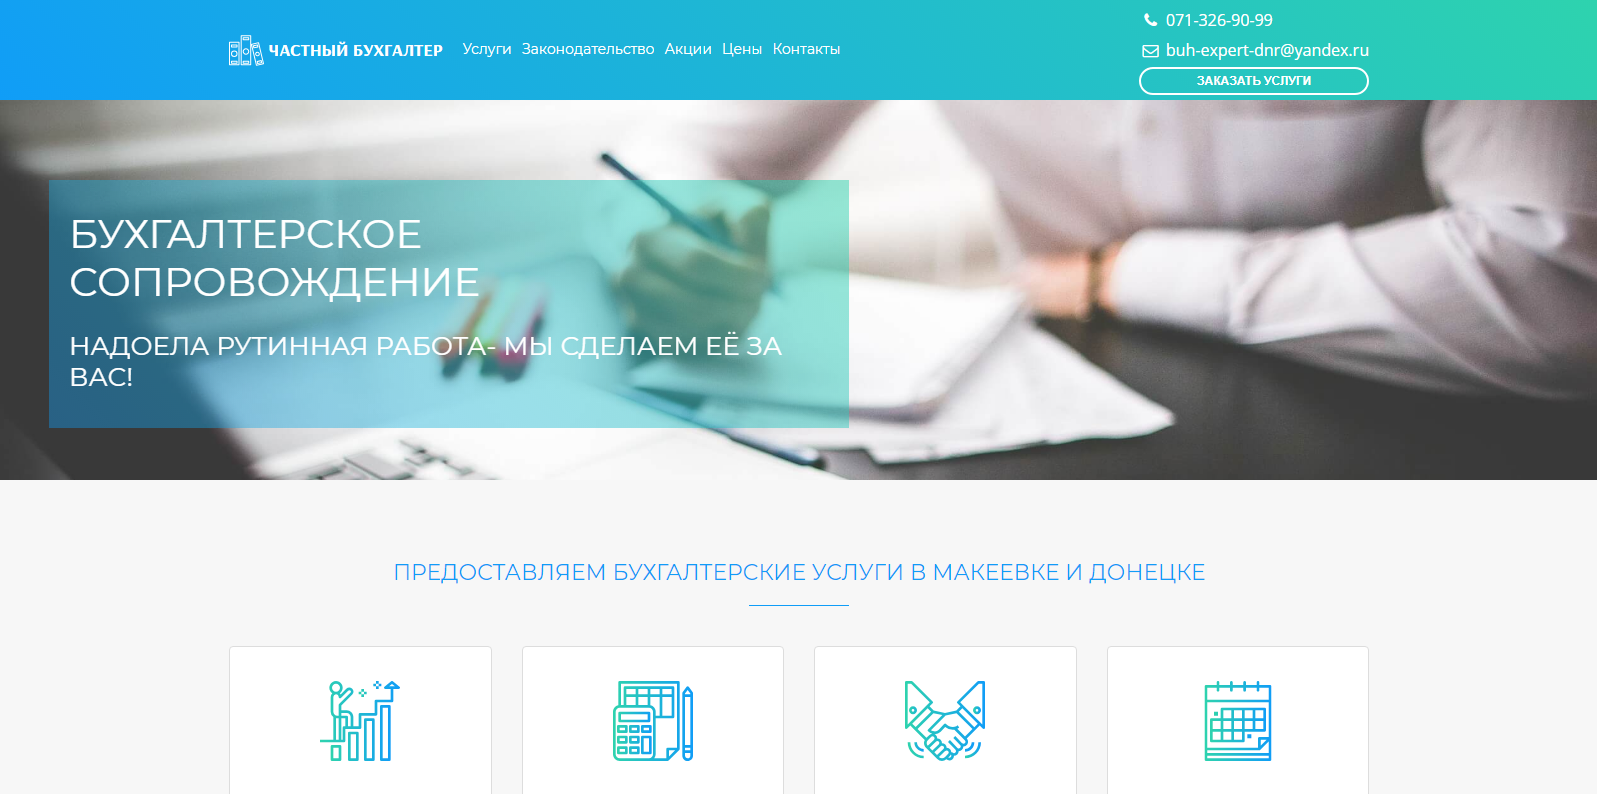 ЧАСТНЫЙ БУХГАЛТЕР
Услуги Законодательство Акции Цены Контакты
071-326-90-99
buh-expert-dnr@yandex.ru
ЗАКАЗАТЬ УСЛУГИ
БУХГАЛТЕРСКОЕ
СОПРОВОЖДЕНИЕ
НАДОЕЛА РУТИННАЯ РАБОТА- МЫ СДЕЛАЕМ ЕЁ ЗА
ВАС!
ПРЕДОСТАВЛЯЕМ БУХГАЛТЕРСКИЕ УСЛУГИ В МАКЕЕВКЕ И ДОНЕЦКЕ